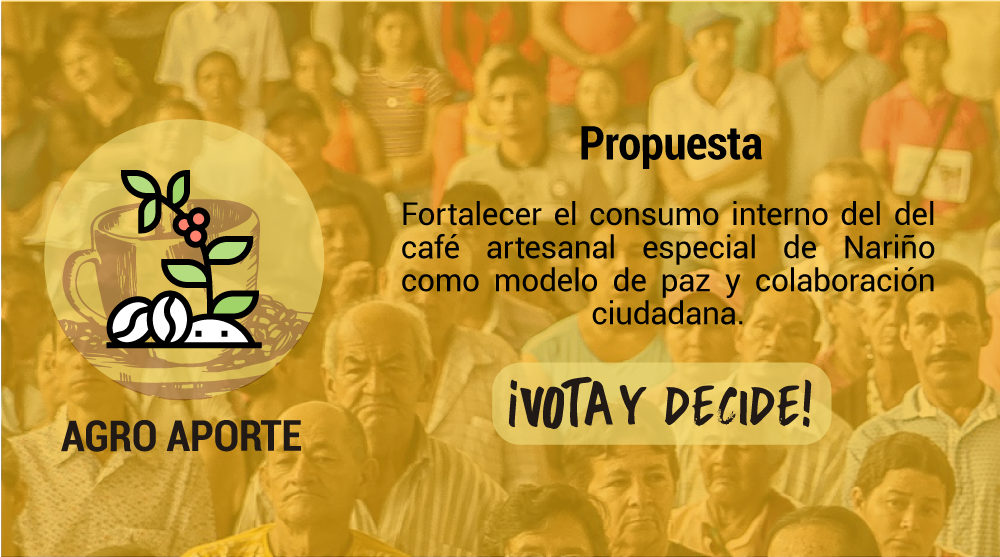 Propuesta
Fortalecer el consumo interno del del
café artesanal especial de Nariño
como modelo de paz y colaboración
ciudadana.
¡VOTA Y DECIDE!
AGRO APORTE